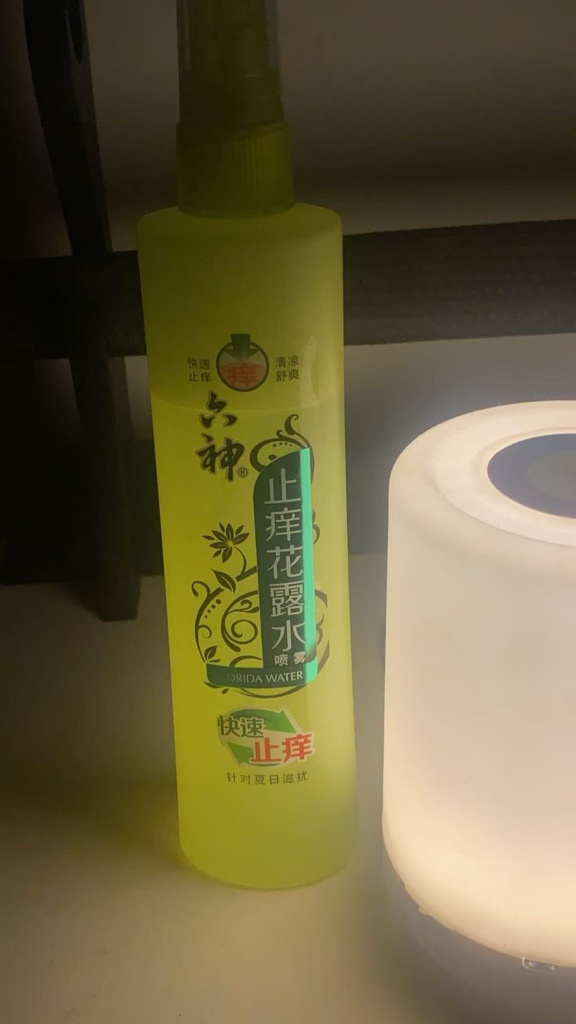 快速 清凉
止痒 舒爽
痒
六神®
止痒花露水
喷雾
ORIDA WATER
快速
止痒
针对夏日滋扰